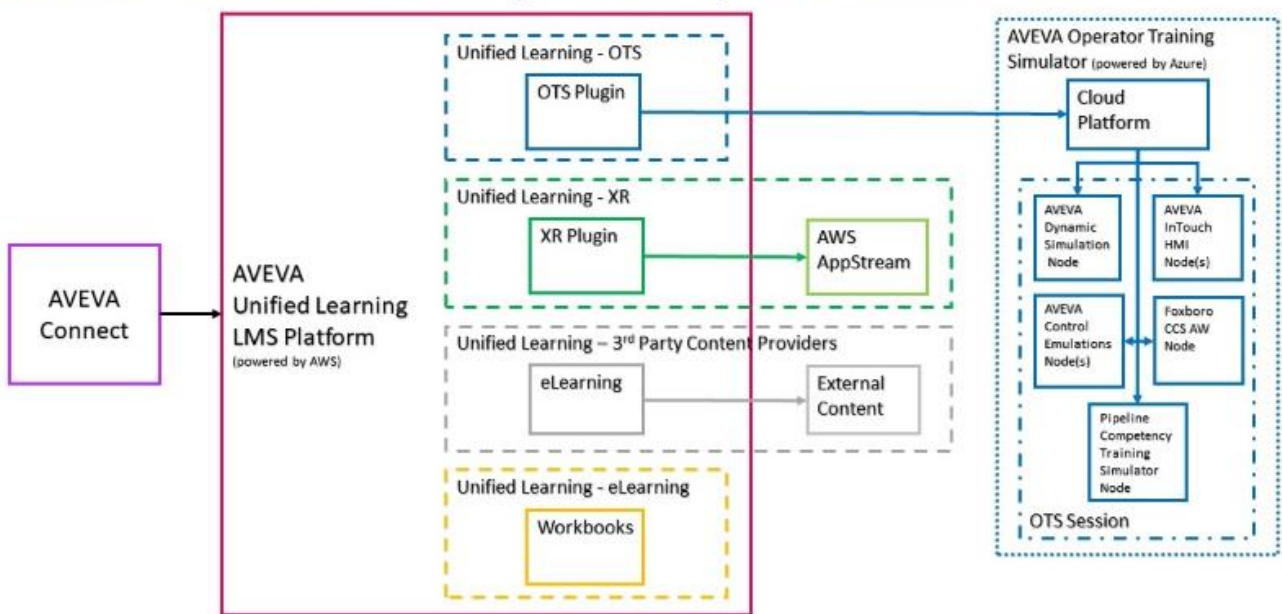 AVEVA
Connect
AVEVA
Unified Learning
LMS Platform
(powered by AWS)
Unified Learning - OTS
OTS Plugin
Unified Learning - XR
XR Plugin
AWS
AppStream
Unified Learning – 3rd Party Content Providers
eLearning
External
Content
Unified Learning - eLearning
Workbooks
AVEVA Operator Training
Simulator (powered by Azure)
Cloud
Platform
AVEVA
Dynamic
Simulation
Node
AVEVA
InTouch
HMI
Node(s)
AVEVA
Control
Emulations
Node(s)
Foxboro
CCS AW
Node
Pipeline
Competency
Training
Simulator
Node
OTS Session